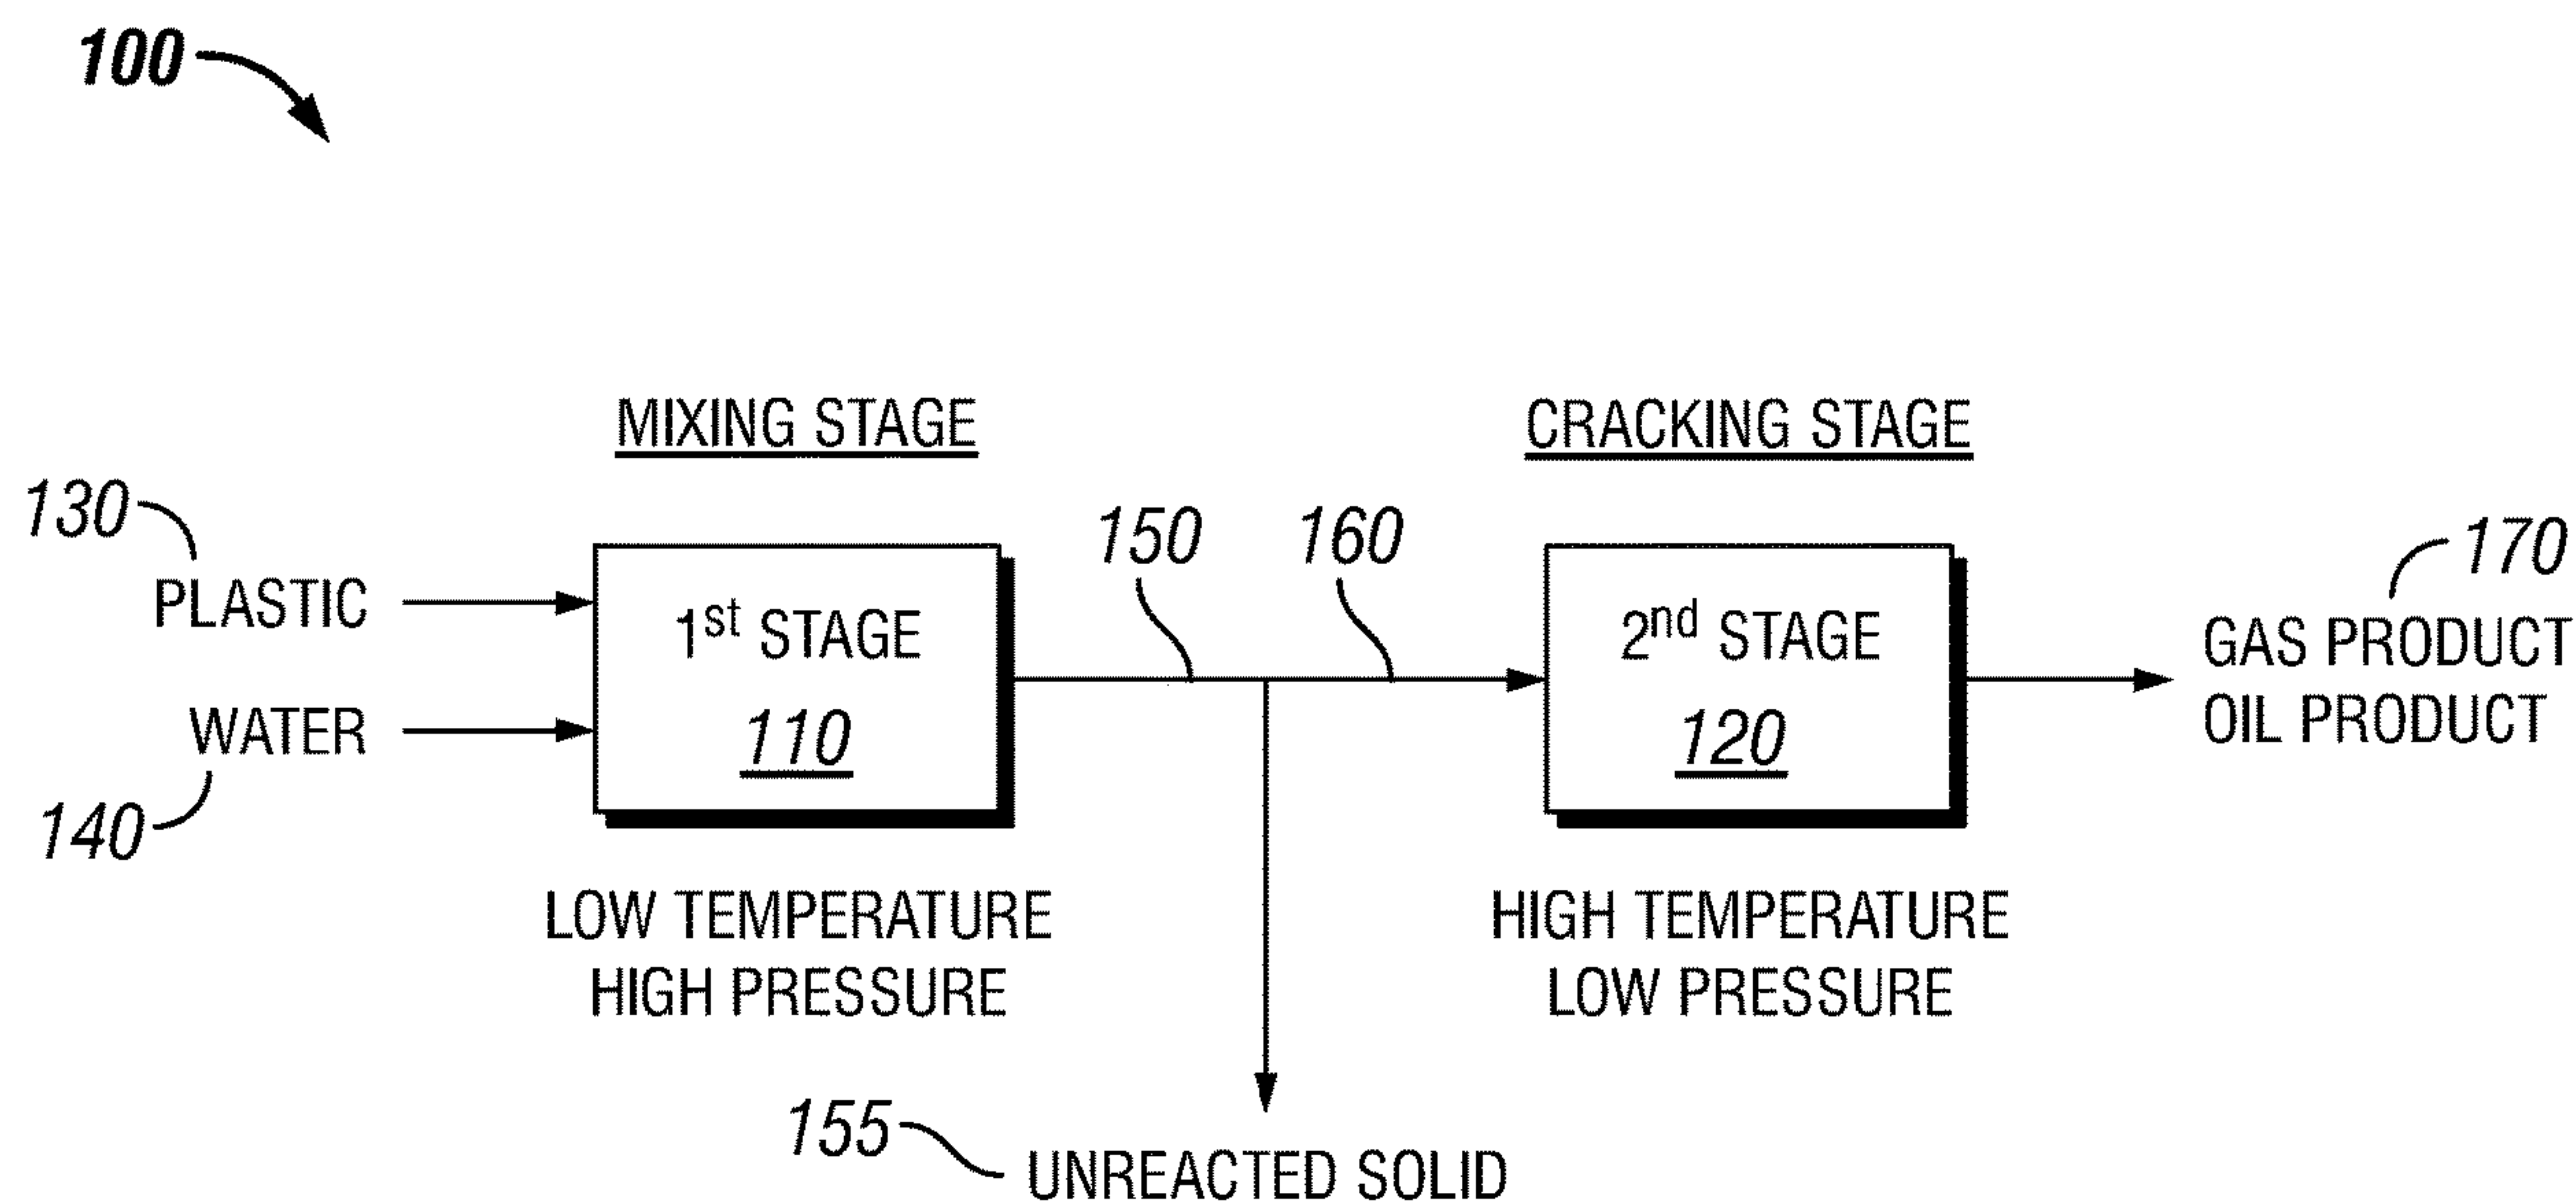 100
MIXING STAGE
CRACKING STAGE
130
150
160
170
PLASTIC
1st STAGE
2nd STAGE
GAS PRODUCT
OIL PRODUCT
WATER
110
120
140
LOW TEMPERATURE
HIGH PRESSURE
HIGH TEMPERATURE
LOW PRESSURE
155
UNREACTED SOLID